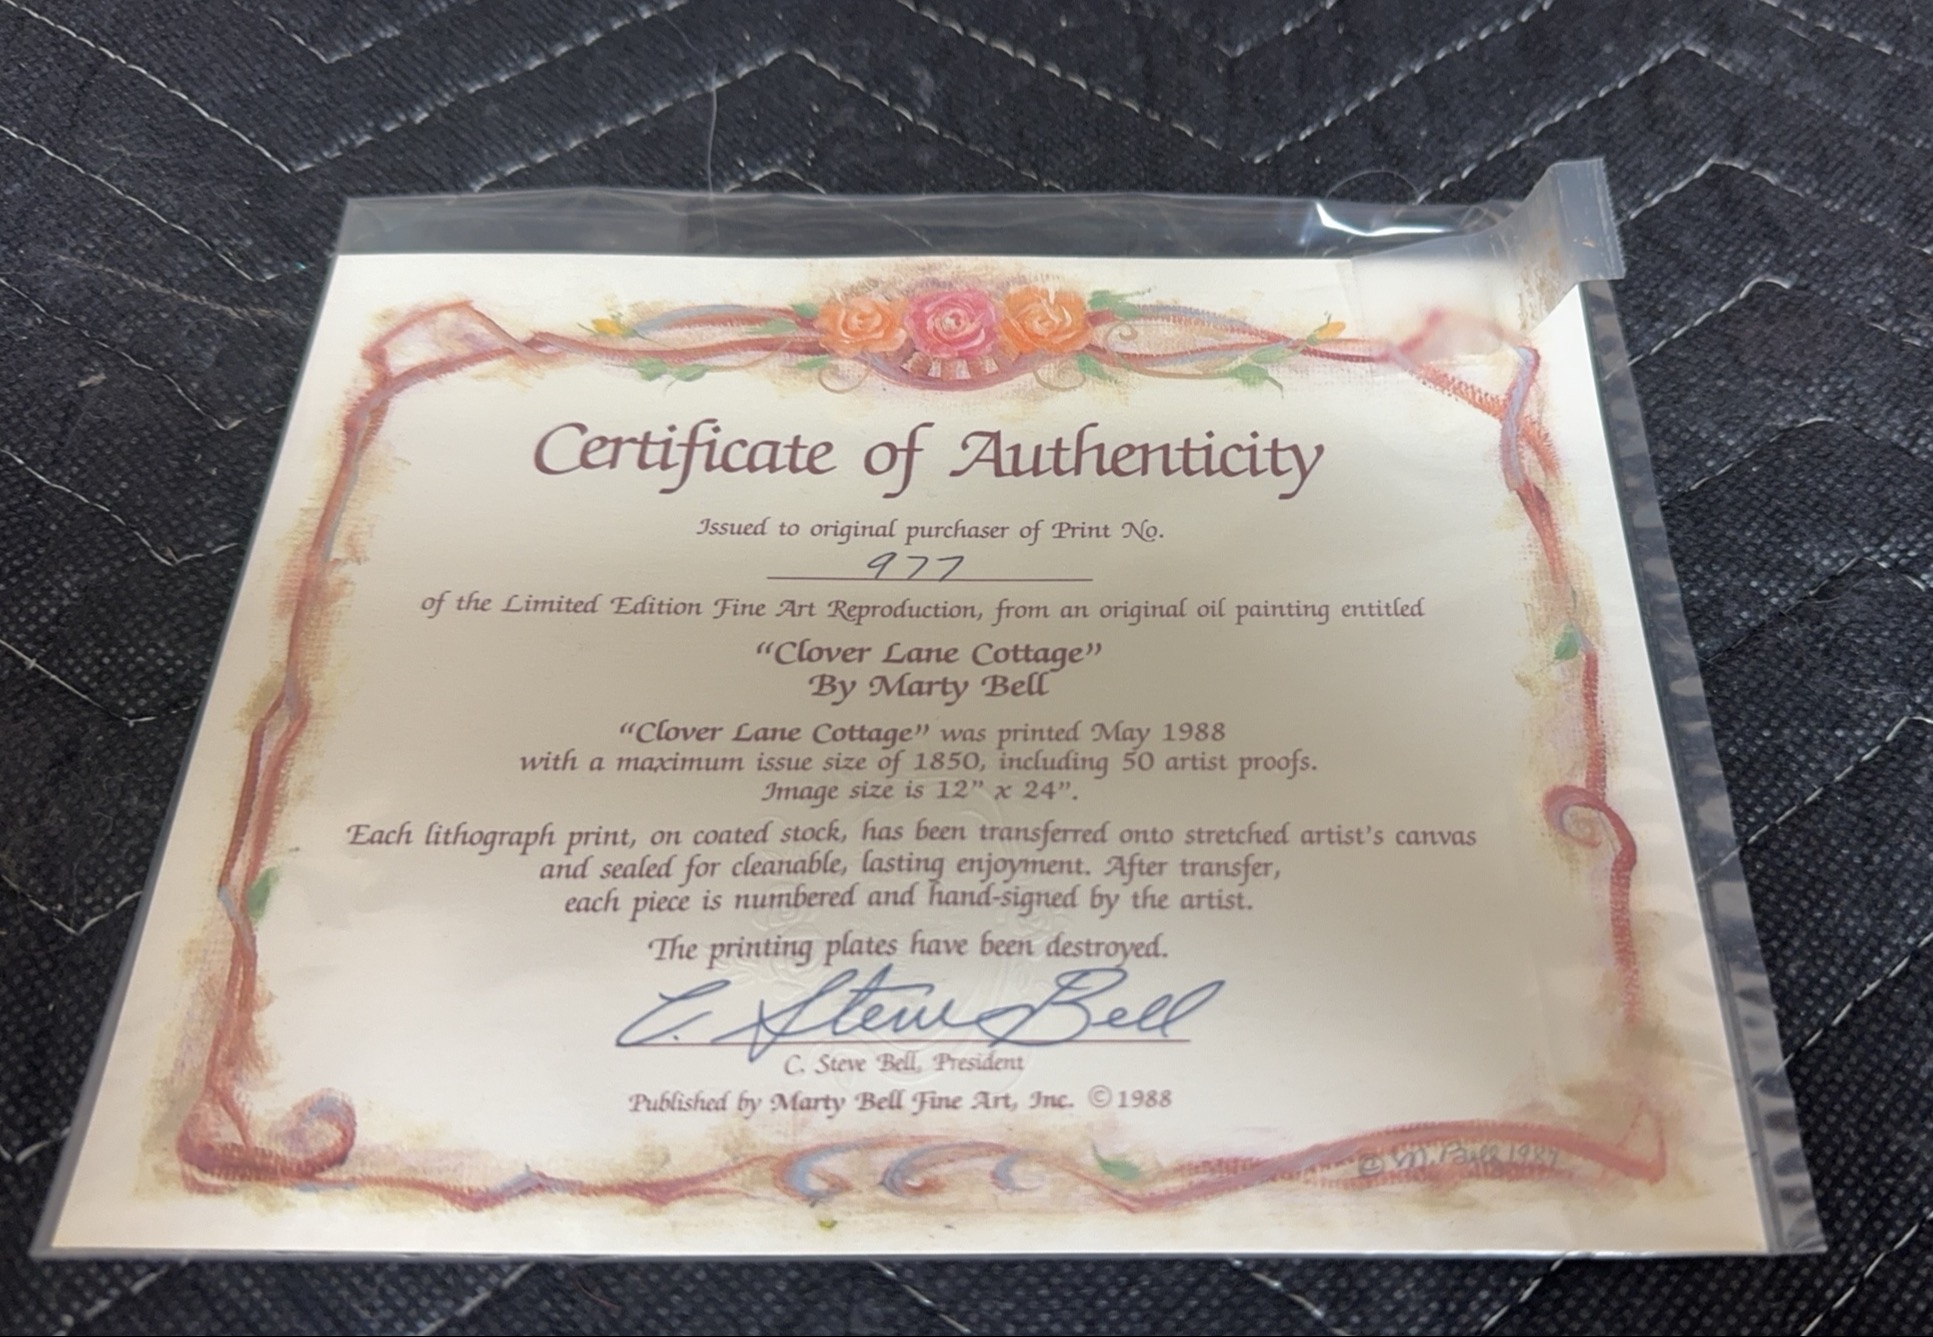 Certificate of Authenticity
Issued to original purchaser of Print No.
977
of the Limited Edition Fine Art Reproduction, from an original oil painting entitled
“Clover Lane Cottage”
By Marty Bell
“Clover Lane Cottage” was printed May 1988
with a maximum issue size of 1850, including 50 artist proofs.
Image size is 12” x 24”.
Each lithograph print, on coated stock, has been transferred onto stretched artist’s canvas
and sealed for cleanable, lasting enjoyment. After transfer,
each piece is numbered and hand-signed by the artist.
The printing plates have been destroyed.
C. Steve Bell
C. Steve Bell, President
Published by Marty Bell Fine Art, Inc. ©1988
© M. Bell 1987